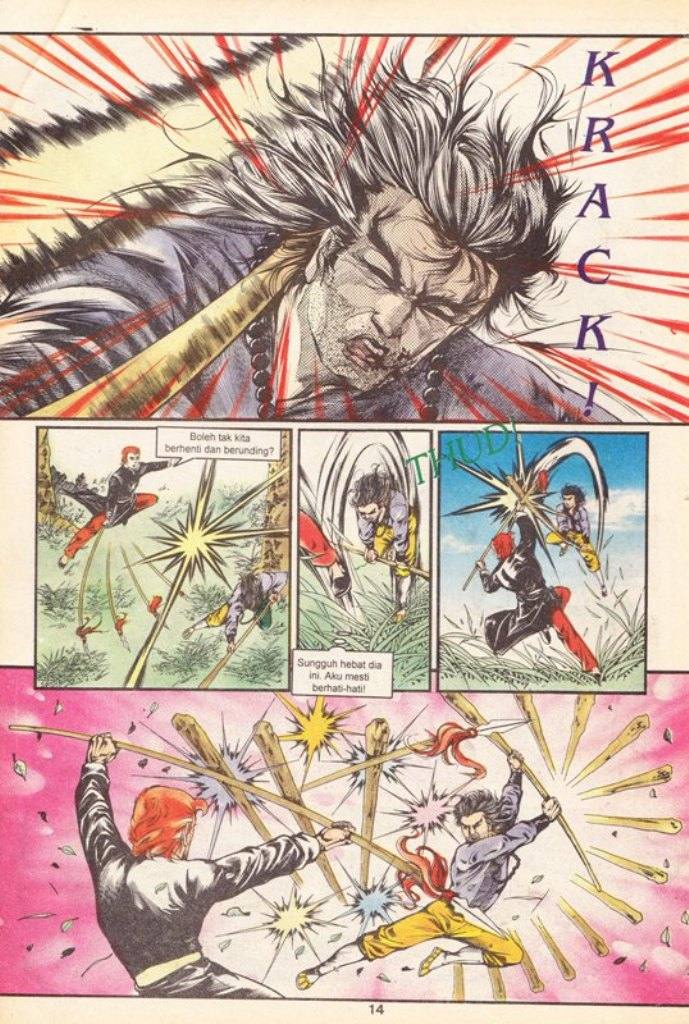 KRACK!
Boleh tak kita
berhenti dan berunding?
THUD!
Sungguh hebat dia
ini. Aku mesti
berhati-hati!
14